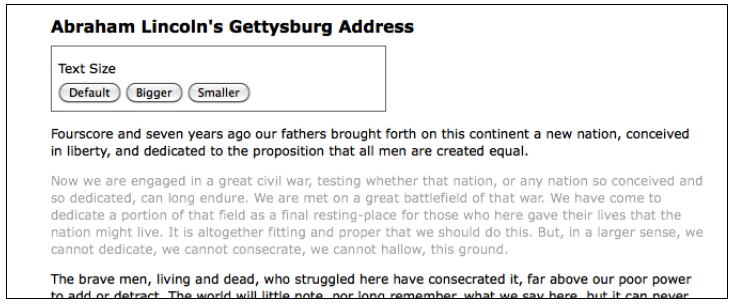 Abraham Lincoln's Gettysburg Address
Text Size
Default Bigger Smaller
Fourscore and seven years ago our fathers brought forth on this continent a new nation, conceived
in liberty, and dedicated to the proposition that all men are created equal.
Now we are engaged in a great civil war, testing whether that nation, or any nation so conceived and
so dedicated, can long endure. We are met on a great battlefield of that war. We have come to
dedicate a portion of that field as a final resting-place for those who here gave their lives that the
nation might live. It is altogether fitting and proper that we should do this. But, in a larger sense, we
cannot dedicate, we cannot consecrate, we cannot hallow, this ground.
The brave men, living and dead, who struggled here have consecrated it, far above our poor power
to add or detract. The world will little note, nor long remember, what we say here, but it can never